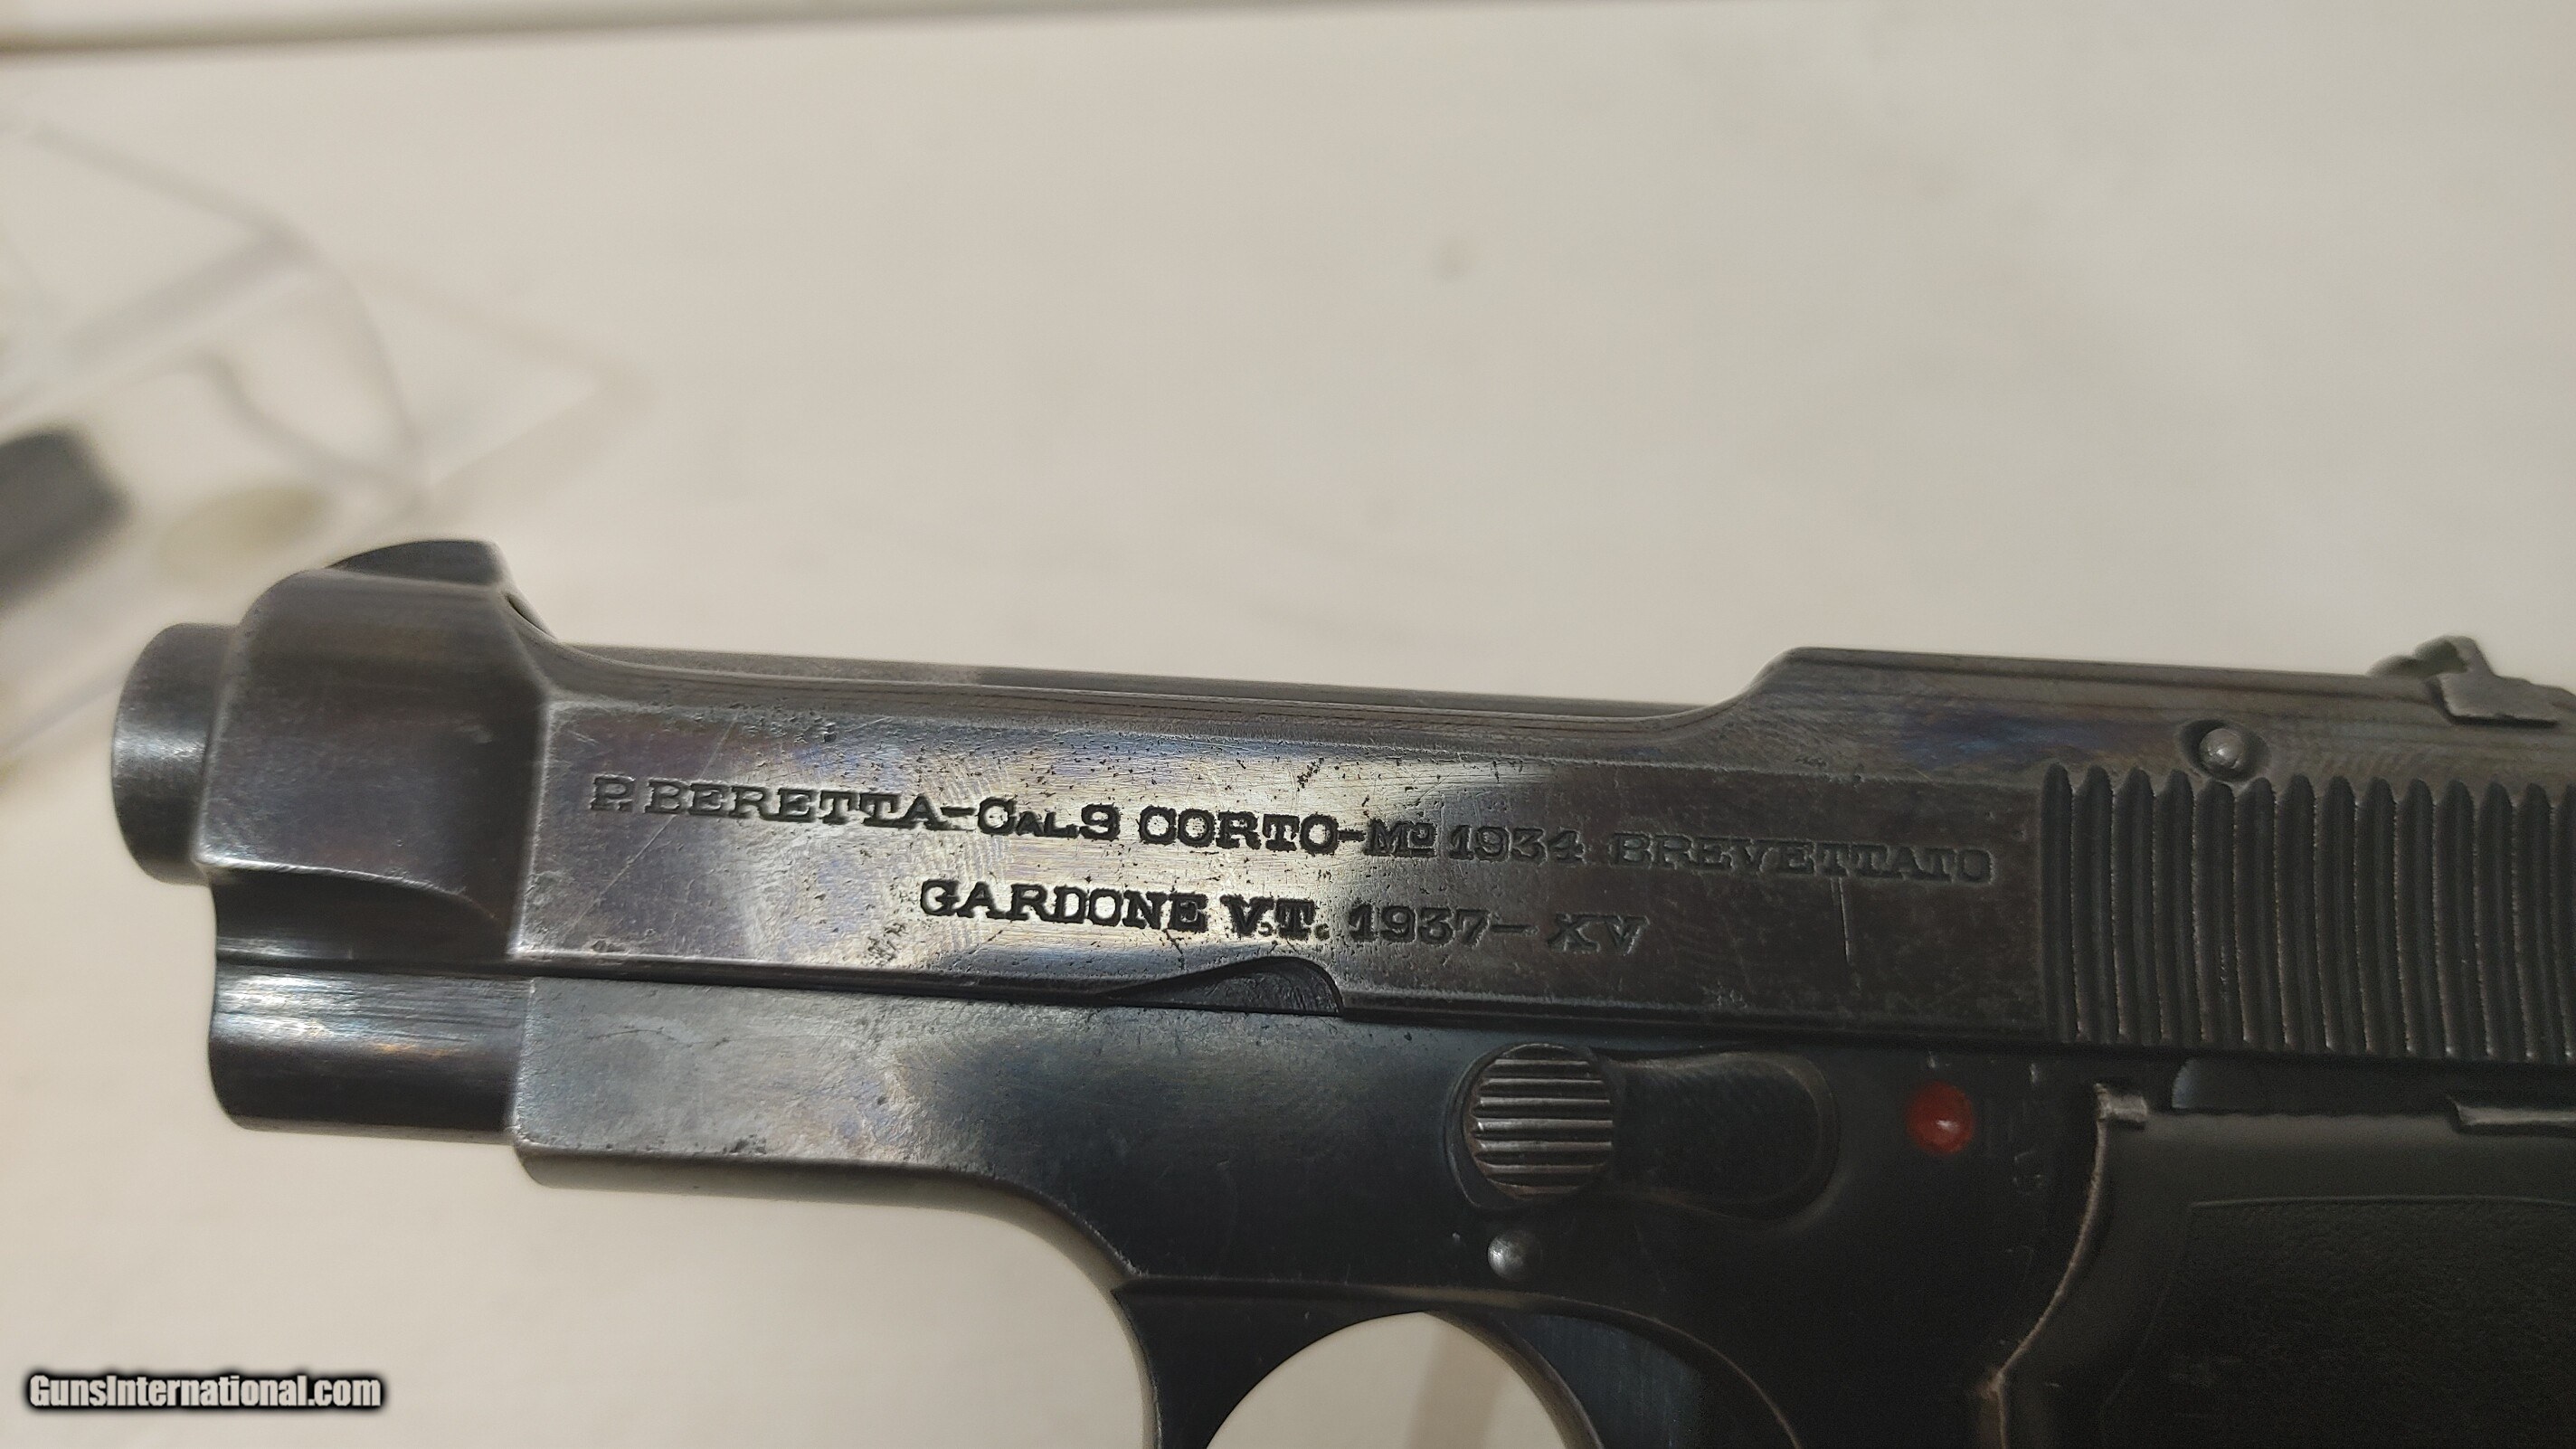 P. BERETTA-CAL.9 CORTO-Mo 1934 BREVETTATO
GARDONE V.T. 1937-XV
GunsInternational.com